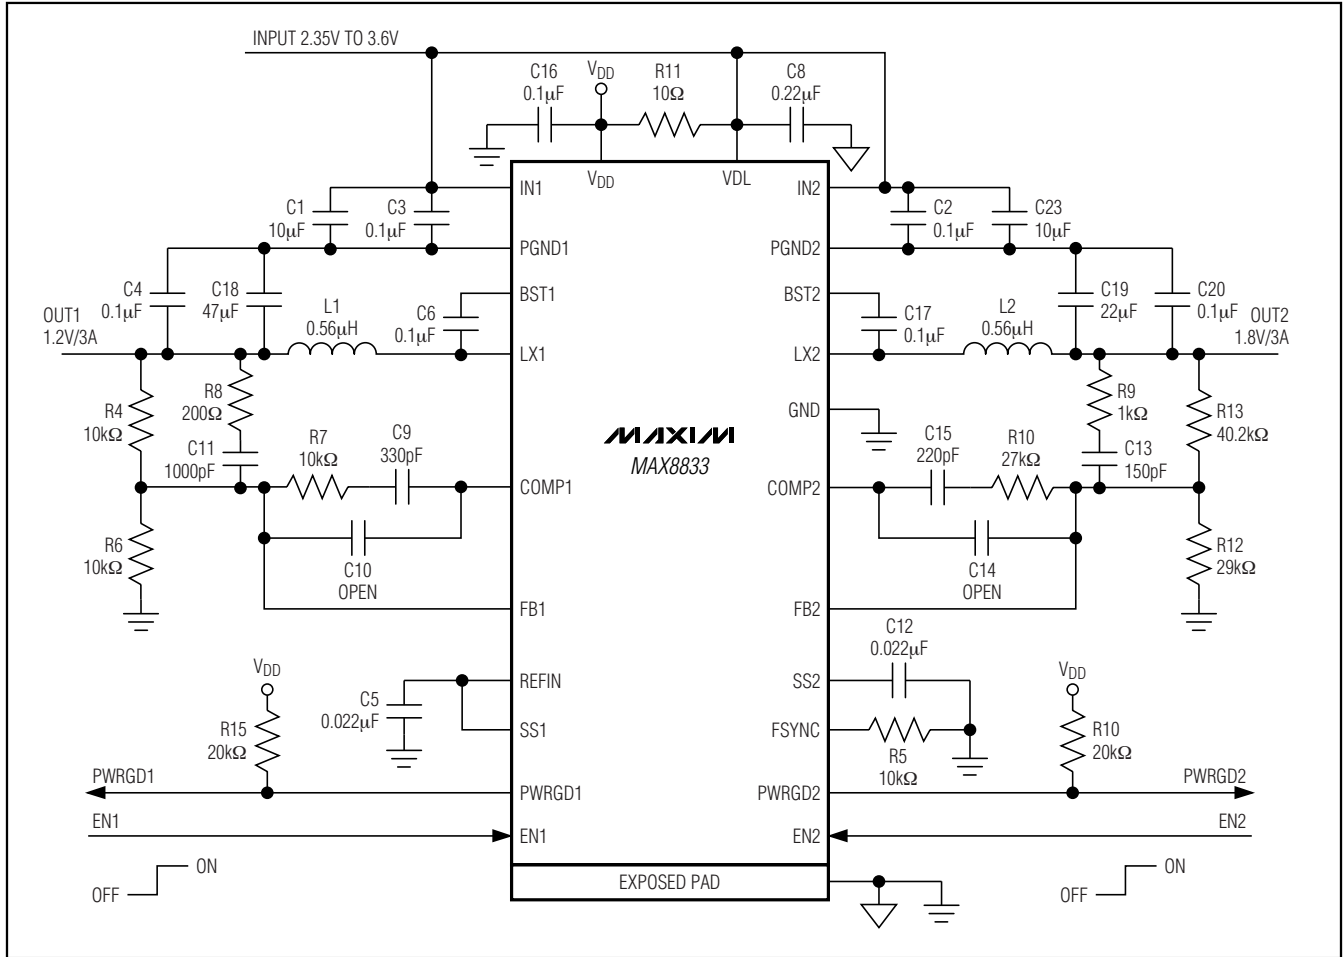 INPUT 2.35V TO 3.6V
C16
0.1µF
VDD
R11
10Ω
C8
0.22µF
VDD
VDL
IN1
IN2
C1
10µF
C3
0.1µF
C2
0.1µF
C23
10µF
PGND1
PGND2
C4
0.1µF
C18
47µF
BST1
BST2
C19
22µF
C20
0.1µF
OUT1
1.2V/3A
L1
0.56µH
C6
0.1µF
C17
0.1µF
L2
0.56µH
OUT2
1.8V/3A
LX1
LX2
R4
10kΩ
R8
200Ω
C11
1000pF
R7
10kΩ
C9
330pF
MAXIM
MAX8833
GND
C15
220pF
R10
27kΩ
R9
1kΩ
C13
150pF
R13
40.2kΩ
COMP1
COMP2
R6
10kΩ
C10
OPEN
C14
OPEN
R12
29kΩ
FB1
FB2
C12
0.022µF
VDD
REFIN
SS2
VDD
C5
0.022µF
R15
20kΩ
SS1
FSYNC
R5
10kΩ
R10
20kΩ
PWRGD1
PWRGD1
PWRGD2
PWRGD2
EN1
EN1
EN2
EN2
OFF
ON
EXPOSED PAD
OFF
ON